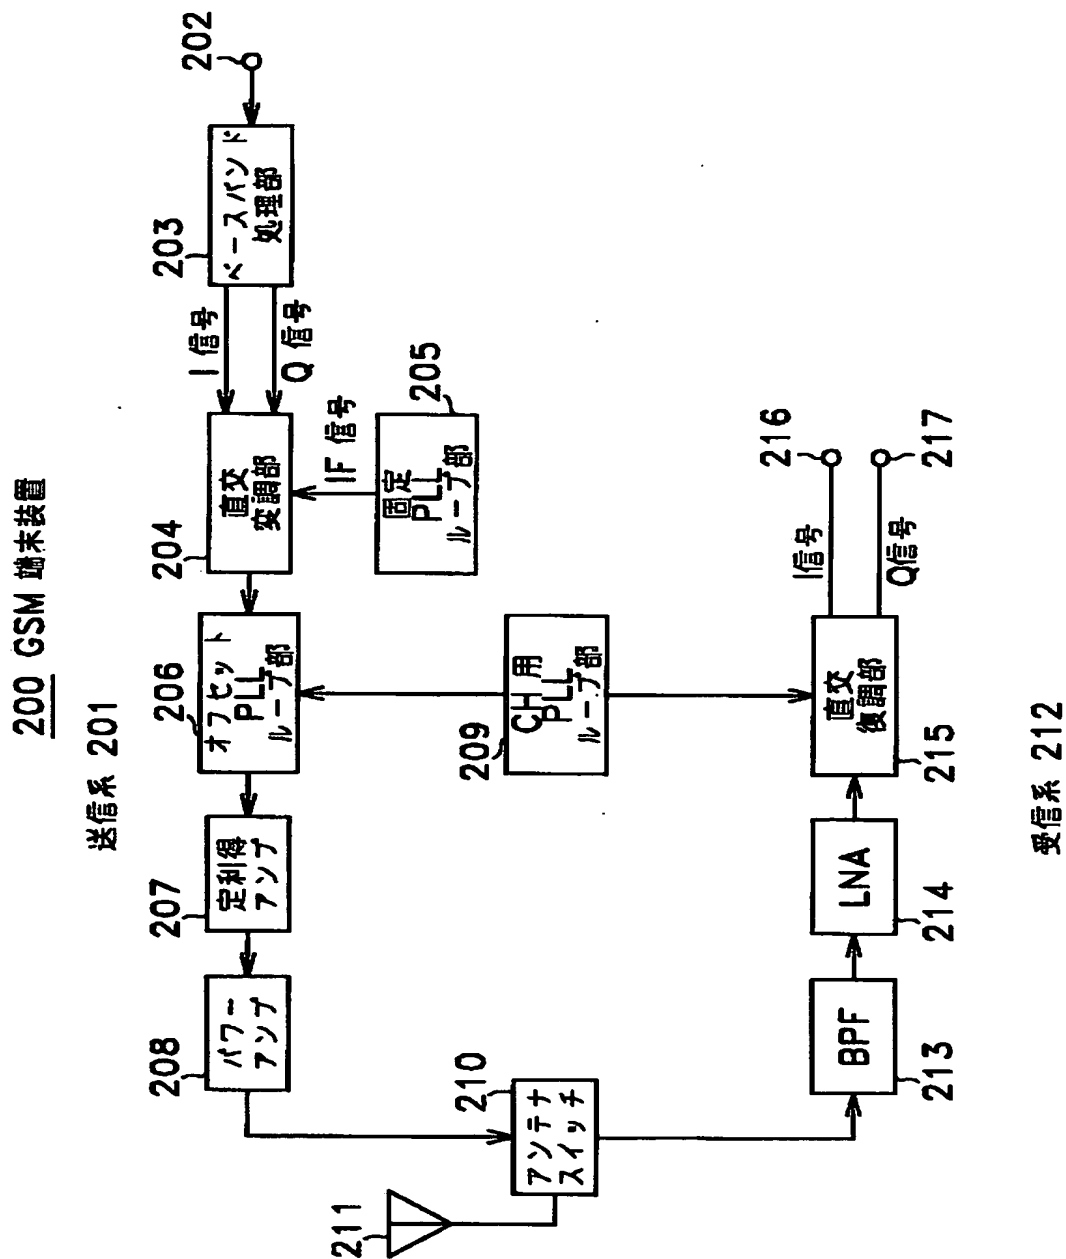 200 GSM 端末装置
送信系 201
211
208
パワー
アンプ
207
定利得
アンプ
206
オフセット
PLL
ループ部
204
直交
変調部
I 信号
Q 信号
203
ベースバンド
処理部
202
IF 信号
固定
PLL
ループ部
205
210
アンテナ
スイッチ
209
CH 用
PLL
ループ部
BPF
213
LNA
214
直交
復調部
215
I信号
Q信号
216
217
受信系 212